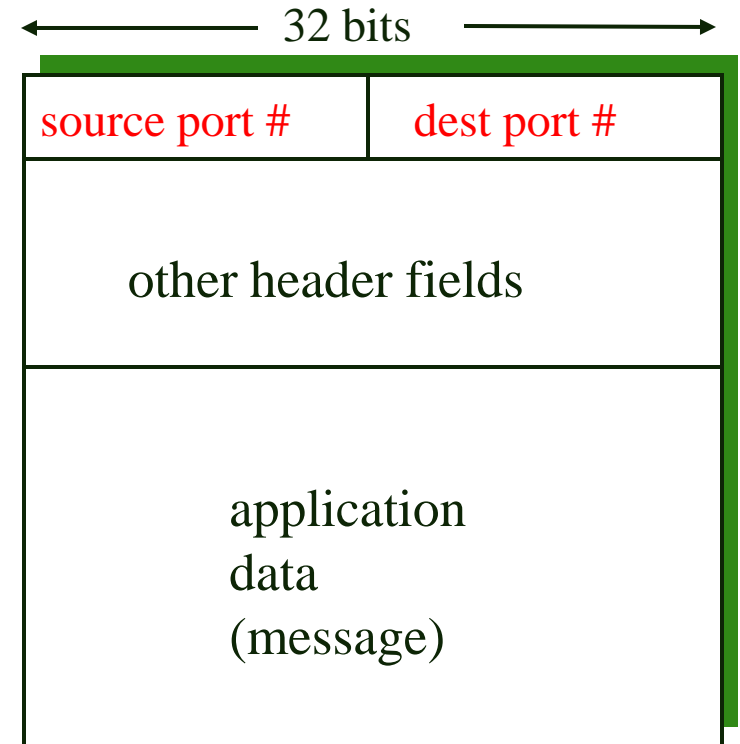 32 bits
source port # dest port #
other header fields
application
data
(message)